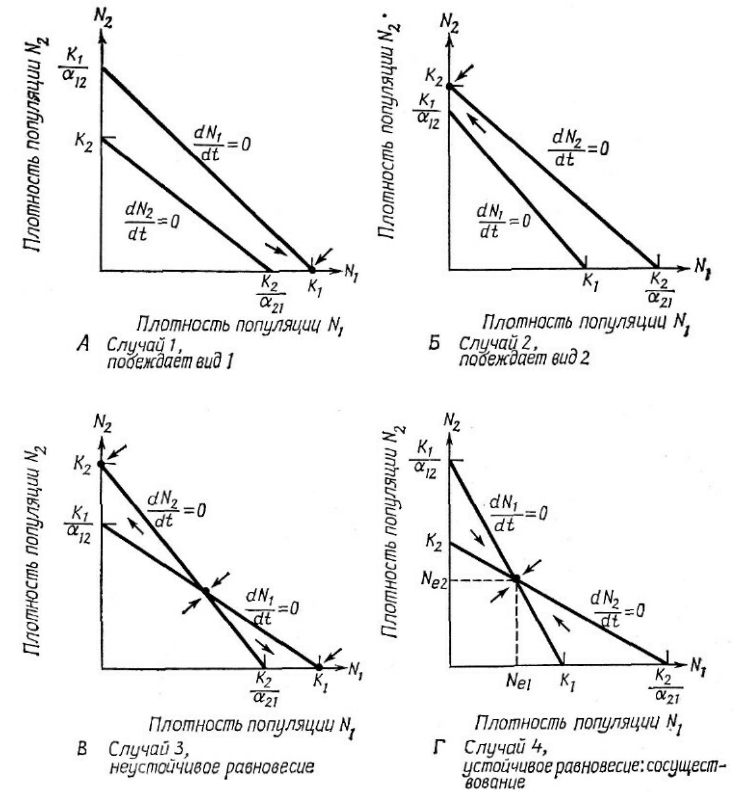 N₂
Плотность популяции N₂
K₁/α₁₂
K₂
dN₁/dt=0
dN₂/dt=0
N₁
K₂/α₂₁
K₁
Плотность популяции N₁
А Случай 1,
побеждает вид 1
N₂
Плотность популяции N₂
K₂
K₁/α₁₂
dN₂/dt=0
dN₁/dt=0
N₁
K₁
K₂/α₂₁
Плотность популяции N₁
Б Случай 2,
побеждает вид 2
N₂
Плотность популяции N₂
K₂
K₁/α₁₂
dN₂/dt=0
dN₁/dt=0
N₁
K₂/α₂₁
K₁
Плотность популяции N₁
В Случай 3,
неустойчивое равновесие
N₂
Плотность популяции N₂
K₁/α₁₂
K₂
Ne2
dN₁/dt=0
dN₂/dt=0
N₁
Ne1
K₁
K₂/α₂₁
Плотность популяции N₁
Г Случай 4,
устойчивое равновесие: сосущест-
вование